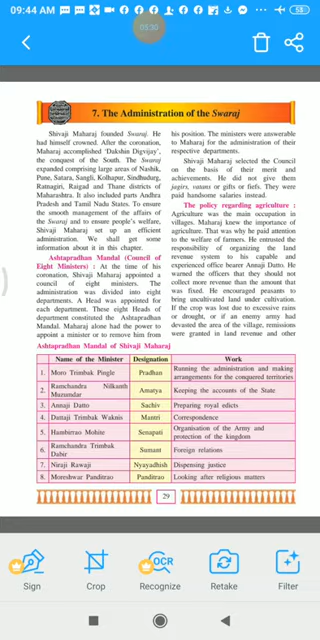 09:44 AM
05:30
55
7. The Administration of the Swaraj
Shivaji Maharaj founded Swaraj. He
had himself crowned. After the coronation,
Maharaj accomplished 'Dakshin Digvijay',
the conquest of the South. The Swaraj
expanded comprising large areas of Nashik,
Pune, Satara, Sangli, Kolhapur, Sindhudurg,
Ratnagiri, Raigad and Thane districts of
Maharashtra. It also included parts Andhra
Pradesh and Tamil Nadu States. To ensure
the smooth management of the affairs of
the Swaraj and to ensure people's welfare,
Shivaji Maharaj set up an efficient
administration. We shall get some
information about it in this chapter.
Ashtapradhan Mandal (Council of
Eight Ministers) : At the time of his
coronation, Shivaji Maharaj appointed a
council of eight ministers. The
administration was divided into eight
departments. A Head was appointed for
each department. These eight Heads of
department constituted the Ashtapradhan
Mandal. Maharaj alone had the power to
appoint a minister or to remove him from
his position. The ministers were answerable
to Maharaj for the administration of their
respective departments.
Shivaji Maharaj selected the Council
on the basis of their merit and
achievements. He did not give them
jagirs, vatans or gifts or fiefs. They were
paid handsome salaries instead.
The policy regarding agriculture :
Agriculture was the main occupation in
villages. Maharaj knew the importance of
agriculture. That was why he paid attention
to the welfare of farmers. He entrusted the
responsibility of organizing the land
revenue system to his capable and
experienced office bearer Annaji Datto. He
warned the officers that they should not
collect more revenue than the amount that
was fixed. He encouraged peasants to
bring uncultivated land under cultivation.
If the crop was lost due to excessive rains
or drought, or if an enemy army had
devasted the area of the village, remissions
were granted in land revenue and other
Ashtapradhan Mandal of Shivaji Maharaj
Name of the Minister Designation Work
1. Moro Trimbak Pingle Pradhan Running the administration and making arrangements for the conquered territories
2. Ramchandra Nilkanth Muzumdar Amatya Keeping the accounts of the State
3. Annaji Datto Sachiv Preparing royal edicts
4. Dattaji Trimbak Waknis Mantri Correspondence
5. Hambirrao Mohite Senapati Organisation of the Army and protection of the kingdom
6. Ramchandra Trimbak Dabir Sumant Foreign relations
7. Niraji Rawaji Nyayadhish Dispensing justice
8. Moreshwar Panditrao Panditrao Looking after religious matters
29
Sign Crop OCR Recognize Retake Filter